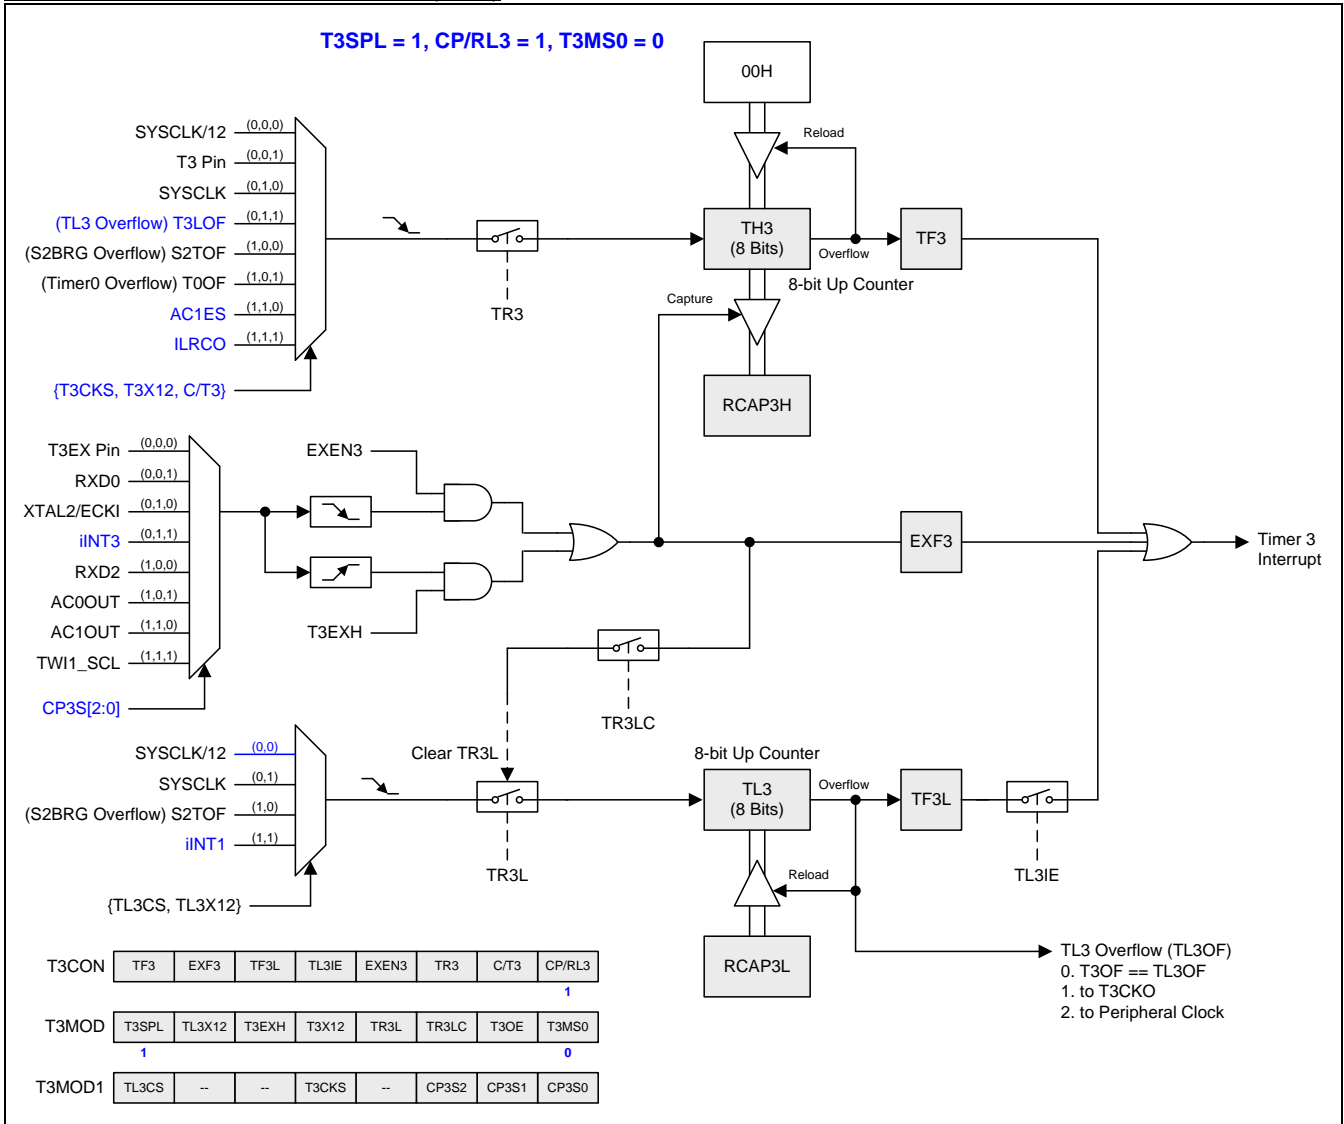 T3SPL = 1, CP/RL3 = 1, T3MS0 = 0
00H
Reload
SYSCLK/12 (0,0,0)
T3 Pin (0,0,1)
SYSCLK (0,1,0)
(TL3 Overflow) T3LOF (0,1,1)
(S2BRG Overflow) S2TOF (1,0,0)
(Timer0 Overflow) T0OF (1,0,1)
AC1ES (1,1,0)
ILRCO (1,1,1)
{T3CKS, T3X12, C/T3}
TR3
TH3
(8 Bits)
Overflow
TF3
8-bit Up Counter
Capture
RCAP3H
T3EX Pin (0,0,0)
RXD0 (0,0,1)
XTAL2/ECKI (0,1,0)
iINT3 (0,1,1)
RXD2 (1,0,0)
AC0OUT (1,0,1)
AC1OUT (1,1,0)
TWI1_SCL (1,1,1)
CP3S[2:0]
EXEN3
T3EXH
EXF3
Timer 3
Interrupt
TR3LC
Clear TR3L
SYSCLK/12 (0,0)
SYSCLK (0,1)
(S2BRG Overflow) S2TOF (1,0)
iINT1 (1,1)
{TL3CS, TL3X12}
TR3L
8-bit Up Counter
TL3
(8 Bits)
Overflow
TF3L
TL3IE
Reload
RCAP3L
TL3 Overflow (TL3OF)
0. T3OF == TL3OF
1. to T3CKO
2. to Peripheral Clock
T3CON TF3 EXF3 TF3L TL3IE EXEN3 TR3 C/T3 CP/RL3
1
T3MOD T3SPL TL3X12 T3EXH T3X12 TR3L TR3LC T3OE T3MS0
1 0
T3MOD1 TL3CS -- -- T3CKS -- CP3S2 CP3S1 CP3S0